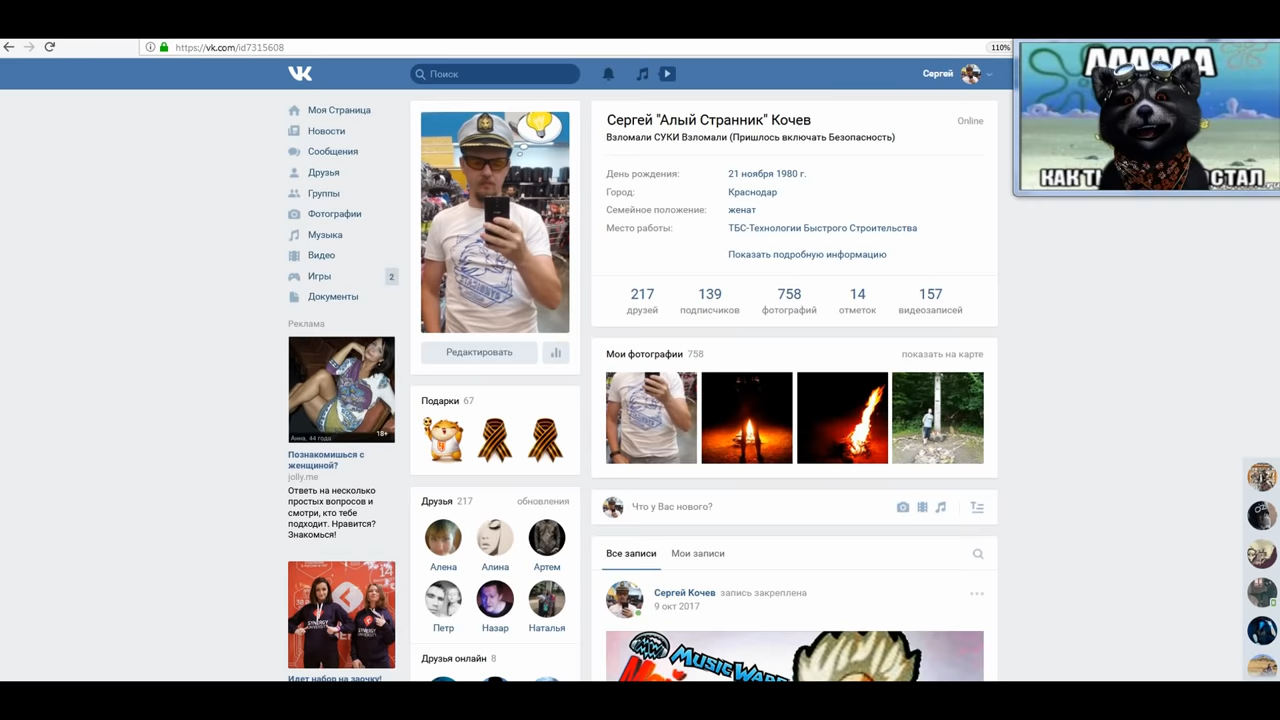 https://vk.com/id7315608
110%
Поиск
Сергей
Моя Страница
Новости
Сообщения
Друзья
Группы
Фотографии
Музыка
Видео
Игры 2
Документы
Реклама
Анна, 44 года 18+
Познакомишься с
женщиной?
jolly.me
Ответь на несколько
простых вопросов и
смотри, кто тебе
подходит. Нравится?
Знакомься!
SYNERGY
SYNERGY
Идет набор на заочку!
Редактировать
Подарки 67
Друзья 217 обновления
Алена Алина Артем
Петр Назар Наталья
Друзья онлайн 8
Сергей "Алый Странник" Кочев Online
Взломали СУКИ Взломали (Пришлось включать Безопасность)
День рождения: 21 ноября 1980 г.
Город: Краснодар
Семейное положение: женат
Место работы: ТБС-Технологии Быстрого Строительства
Показать подробную информацию
217 139 758 14 157
друзей подписчиков фотографий отметок видеозаписей
Мои фотографии 758 показать на карте
Что у Вас нового?
Все записи Мои записи
Сергей Кочев запись закреплена
9 окт 2017
ААААА
КАК